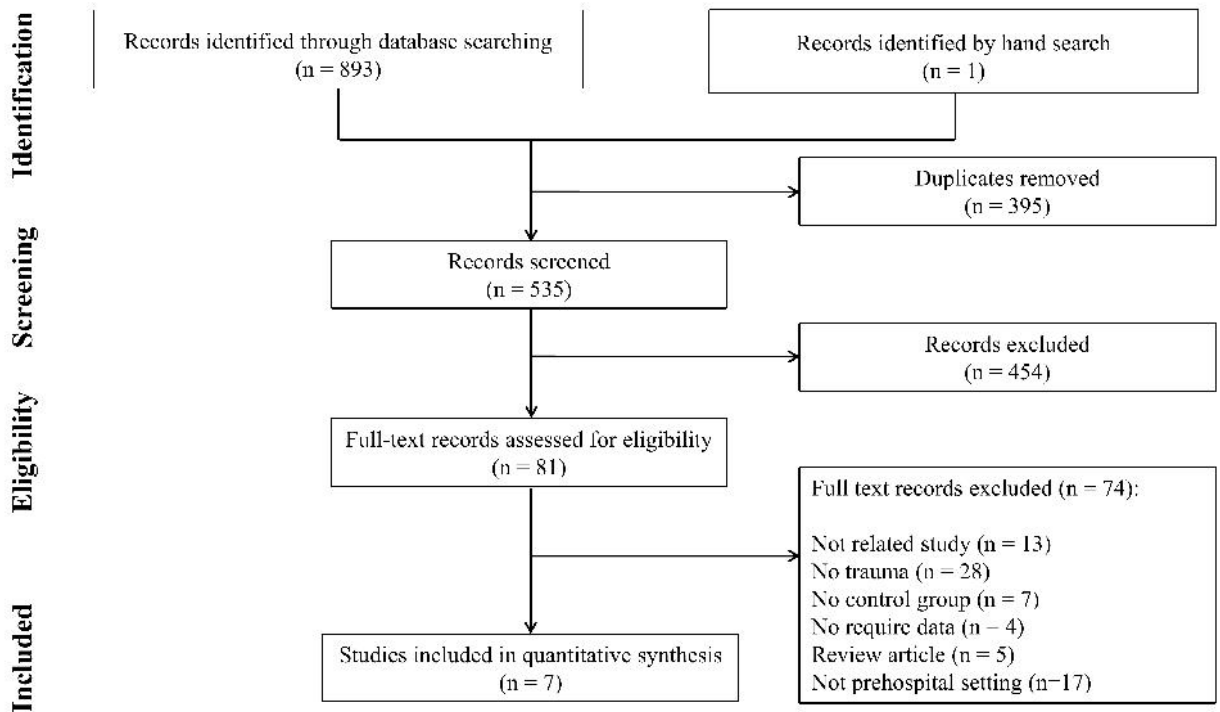 Identification
Records identified through database searching
(n = 893)
Records identified by hand search
(n = 1)
Duplicates removed
(n = 395)
Screening
Records screened
(n = 535)
Records excluded
(n = 454)
Eligibility
Full-text records assessed for eligibility
(n = 81)
Full text records excluded (n = 74):
Not related study (n = 13)
No trauma (n = 28)
No control group (n = 7)
No require data (n = 4)
Review article (n = 5)
Not prehospital setting (n=17)
Included
Studies included in quantitative synthesis
(n = 7)